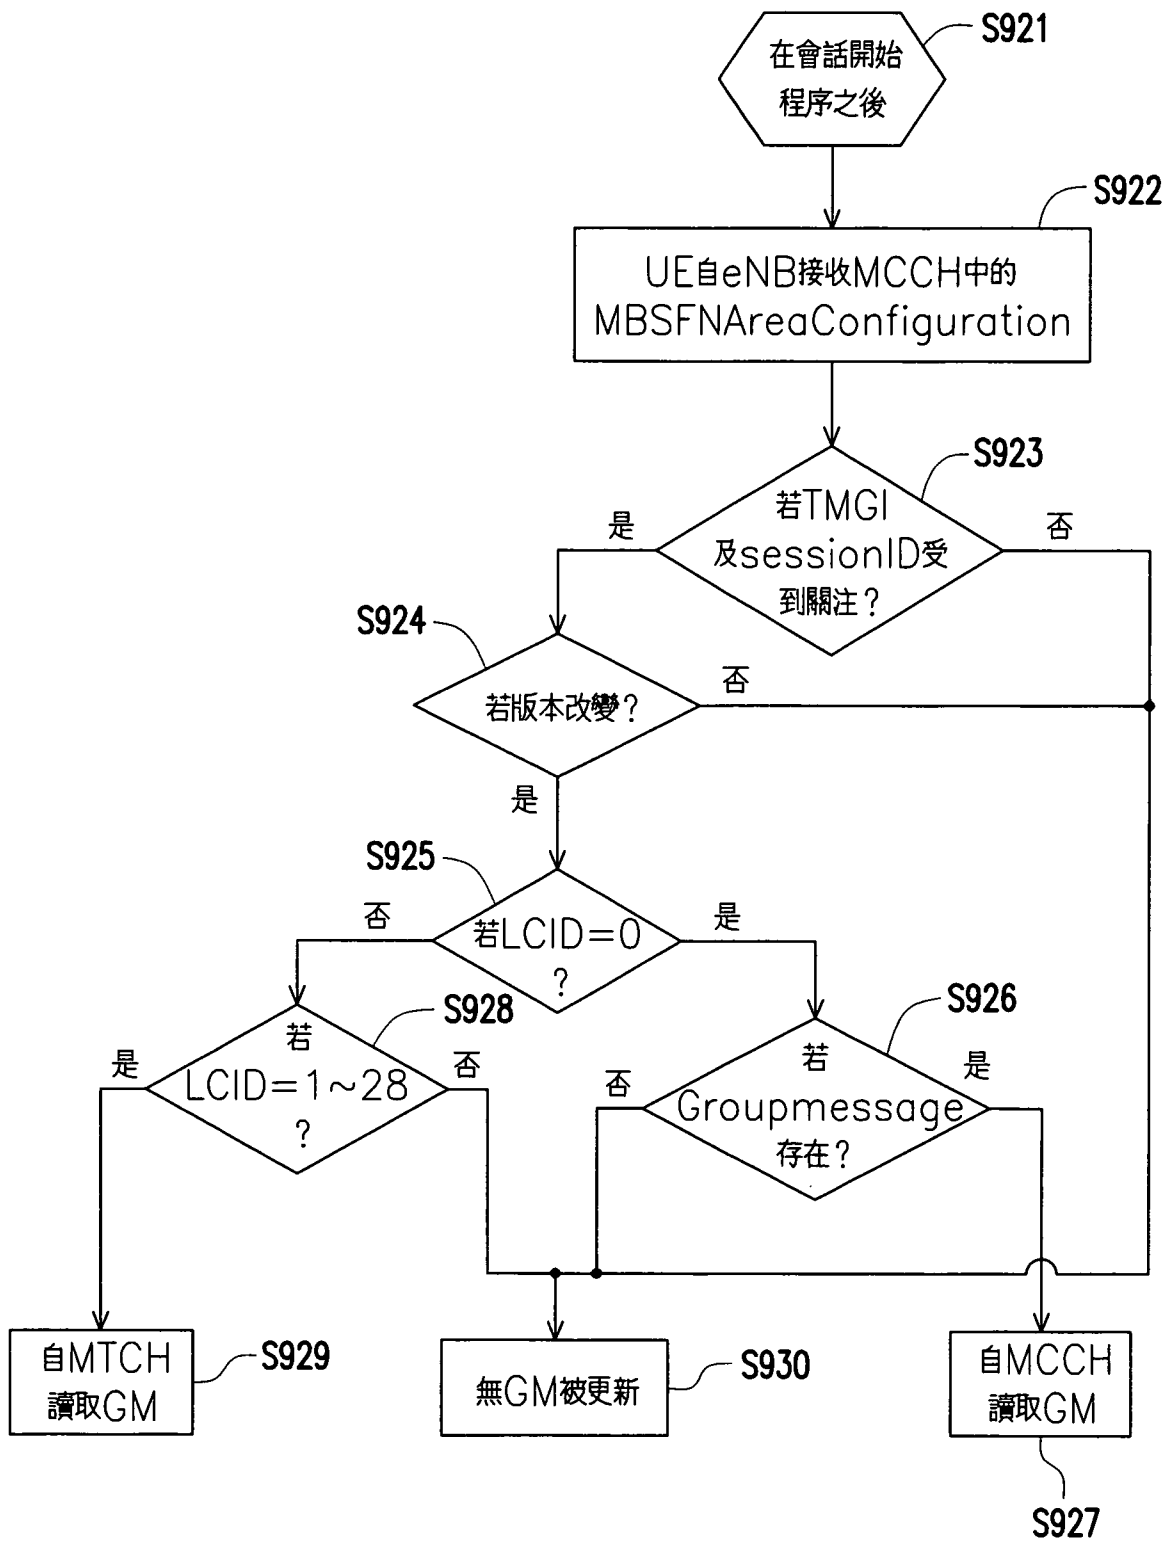 S921
在會話開始
程序之後
S922
UE自eNB接收MCCH中的
MBSFNAreaConfiguration
S923
若TMGI
及sessionID受
到關注?
是
否
S924
若版本改變?
否
是
S925
若LCID=0
?
否
是
S928
若
LCID=1~28
?
是
否
S926
若
Groupmessage
存在?
否
是
自MTCH
讀取GM
S929
無GM被更新
S930
自MCCH
讀取GM
S927